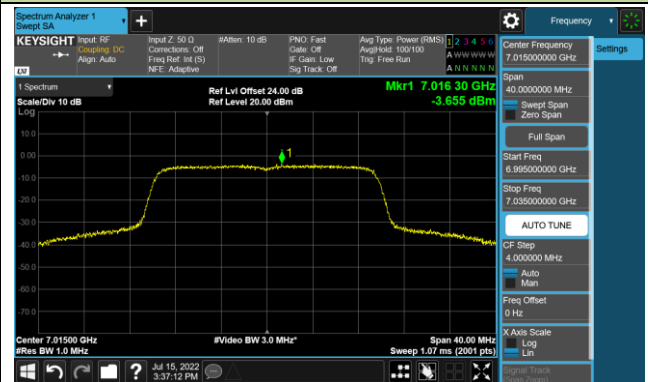 Spectrum Analyzer 1
Swept SA
+
Frequency
KEYSIGHT
Input: RF
Coupling: DC
Align: Auto
Input Z: 50 Ω
Corrections: Off
Freq Ref: Int (S)
NFE: Adaptive
#Atten: 10 dB
PNO: Fast
Gate: Off
IF Gain: Low
Sig Track: Off
Avg Type: Power (RMS)
Avg|Hold: 100/100
Trig: Free Run
1 2 3 4 5 6
A W W W W W
A N N N N N
LXI
1 Spectrum
Scale/Div 10 dB
Ref Lvl Offset 24.00 dB
Ref Level 20.00 dBm
Mkr1 7.016 30 GHz
-3.655 dBm
Log
10.0
0.00
-10.0
-20.0
-30.0
-40.0
-50.0
-60.0
-70.0
1
Center 7.01500 GHz
#Res BW 1.0 MHz
#Video BW 3.0 MHz*
Span 40.00 MHz
Sweep 1.07 ms (2001 pts)
?
Jul 15, 2022
3:37:12 PM
Center Frequency
7.015000000 GHz
Settings
Span
40.0000000 MHz
Swept Span
Zero Span
Full Span
Start Freq
6.995000000 GHz
Stop Freq
7.035000000 GHz
AUTO TUNE
CF Step
4.000000 MHz
Auto
Man
Freq Offset
0 Hz
X Axis Scale
Log
Lin
Signal Track
(Span Zoom)